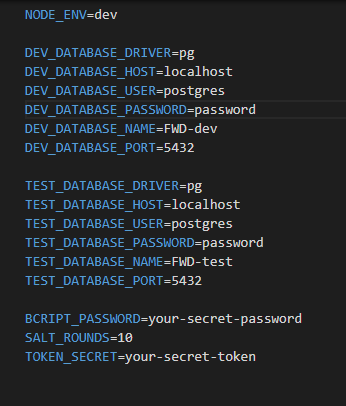 NODE_ENV=dev
DEV_DATABASE_DRIVER=pg
DEV_DATABASE_HOST=localhost
DEV_DATABASE_USER=postgres
DEV_DATABASE_PASSWORD=password
DEV_DATABASE_NAME=FWD-dev
DEV_DATABASE_PORT=5432
TEST_DATABASE_DRIVER=pg
TEST_DATABASE_HOST=localhost
TEST_DATABASE_USER=postgres
TEST_DATABASE_PASSWORD=password
TEST_DATABASE_NAME=FWD-test
TEST_DATABASE_PORT=5432
BCRIPT_PASSWORD=your-secret-password
SALT_ROUNDS=10
TOKEN_SECRET=your-secret-token